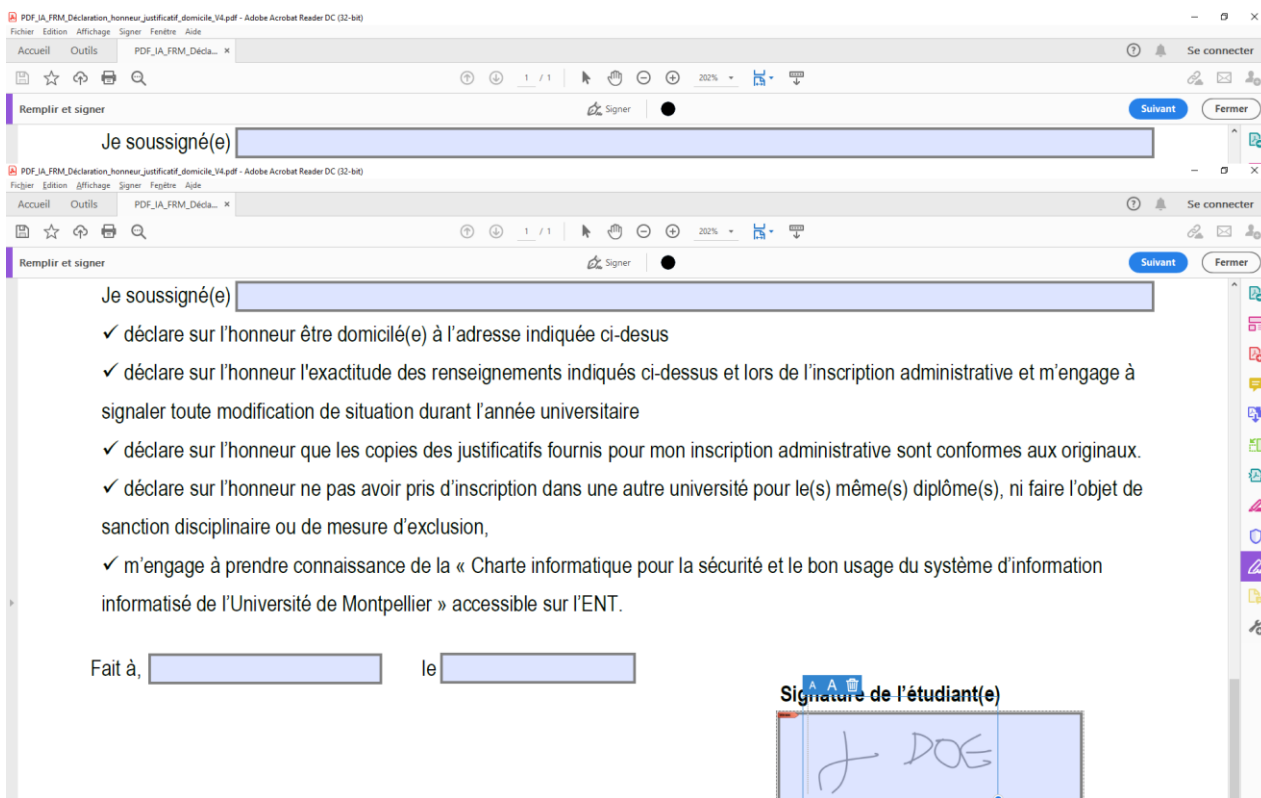 PDF_IA_FRM_Déclaration_honneur_justificatif_domicile_V4.pdf - Adobe Acrobat Reader DC (32-bit)
Fichier Edition Affichage Signer Fenêtre Aide
Accueil Outils PDF_IA_FRM_Décla... × Se connecter
1 / 1 202%
Remplir et signer Signer Suivant Fermer
Je soussigné(e)
PDF_IA_FRM_Déclaration_honneur_justificatif_domicile_V4.pdf - Adobe Acrobat Reader DC (32-bit)
Fichier Edition Affichage Signer Fenêtre Aide
Accueil Outils PDF_IA_FRM_Décla... × Se connecter
1 / 1 202%
Remplir et signer Signer Suivant Fermer
Je soussigné(e)
✓ déclare sur l’honneur être domicilé(e) à l’adresse indiquée ci-desus
✓ déclare sur l’honneur l'exactitude des renseignements indiqués ci-dessus et lors de l’inscription administrative et m’engage à
signaler toute modification de situation durant l’année universitaire
✓ déclare sur l’honneur que les copies des justificatifs fournis pour mon inscription administrative sont conformes aux originaux.
✓ déclare sur l’honneur ne pas avoir pris d’inscription dans une autre université pour le(s) même(s) diplôme(s), ni faire l’objet de
sanction disciplinaire ou de mesure d’exclusion,
✓ m’engage à prendre connaissance de la « Charte informatique pour la sécurité et le bon usage du système d’information
informatisé de l’Université de Montpellier » accessible sur l’ENT.
Fait à, le
A A
Signature de l’étudiant(e)
J DOE